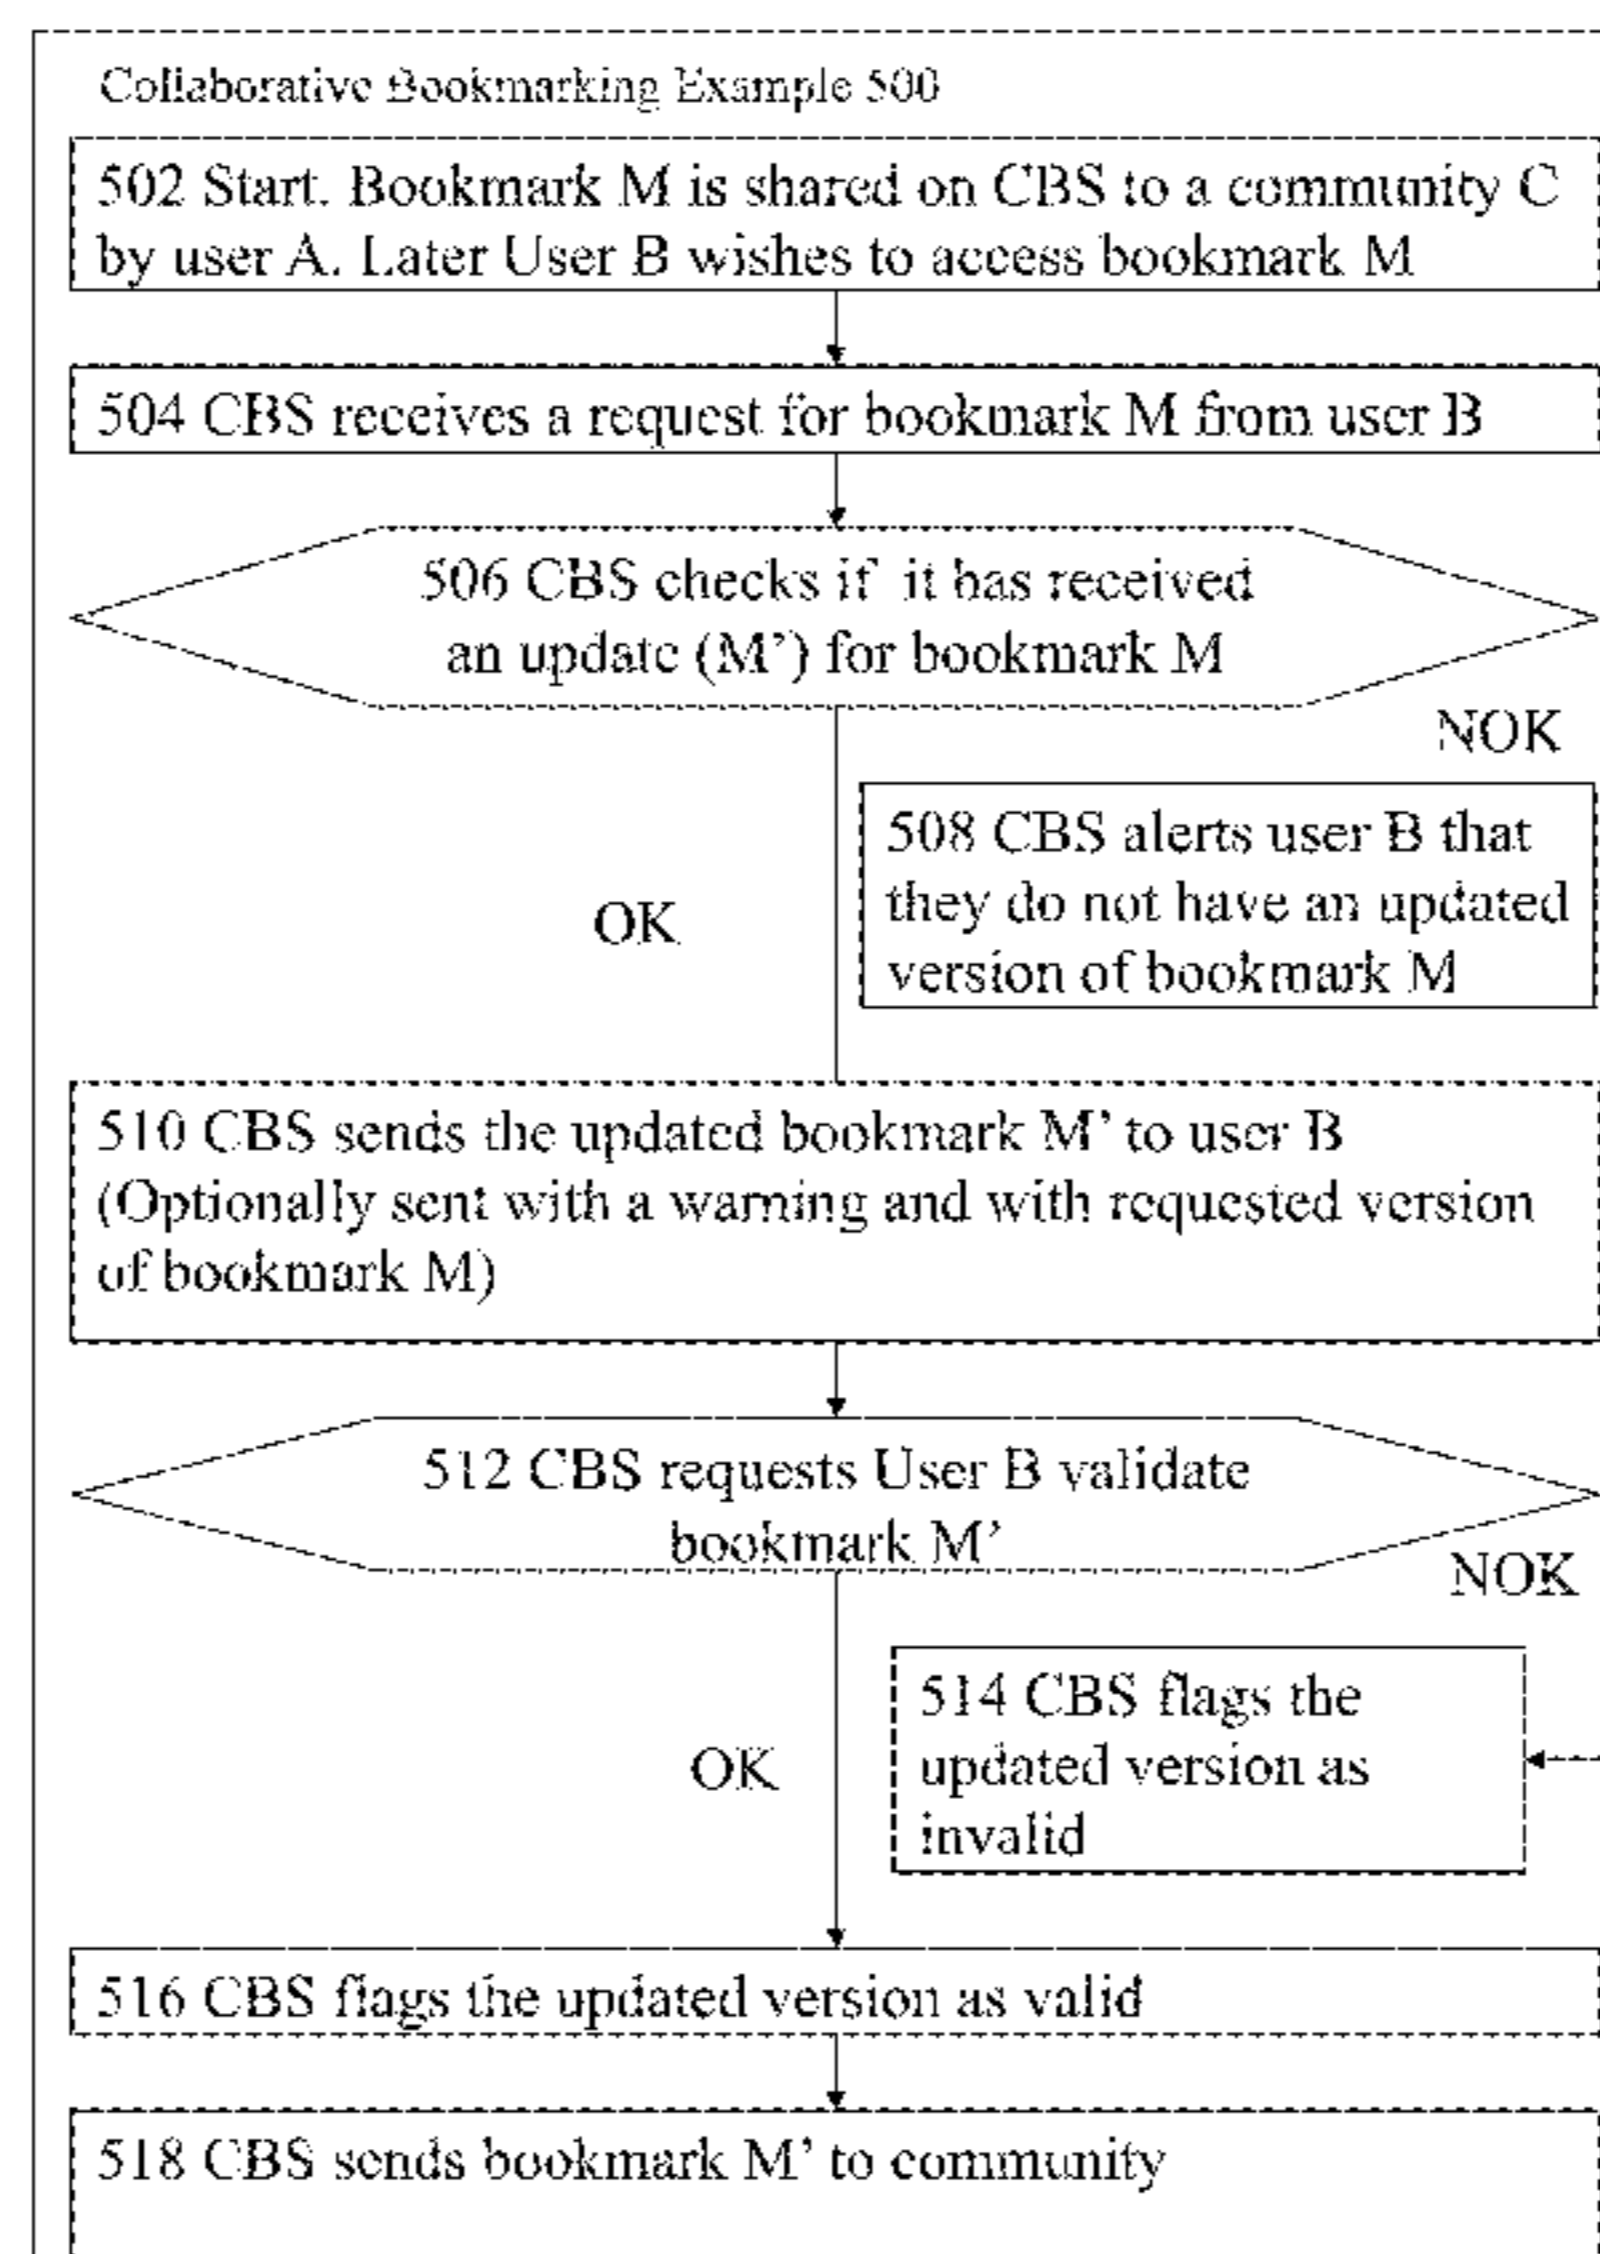 Collaborative Bookmarking Example 500
502 Start. Bookmark M is shared on CBS to a community C
by user A. Later User B wishes to access bookmark M
504 CBS receives a request for bookmark M from user B
506 CBS checks if it has received
an update (M’) for bookmark M
NOK
508 CBS alerts user B that
they do not have an updated
version of bookmark M
OK
510 CBS sends the updated bookmark M’ to user B
(Optionally sent with a warning and with requested version
of bookmark M)
512 CBS requests User B validate
bookmark M’
NOK
514 CBS flags the
updated version as
invalid
OK
516 CBS flags the updated version as valid
518 CBS sends bookmark M’ to community